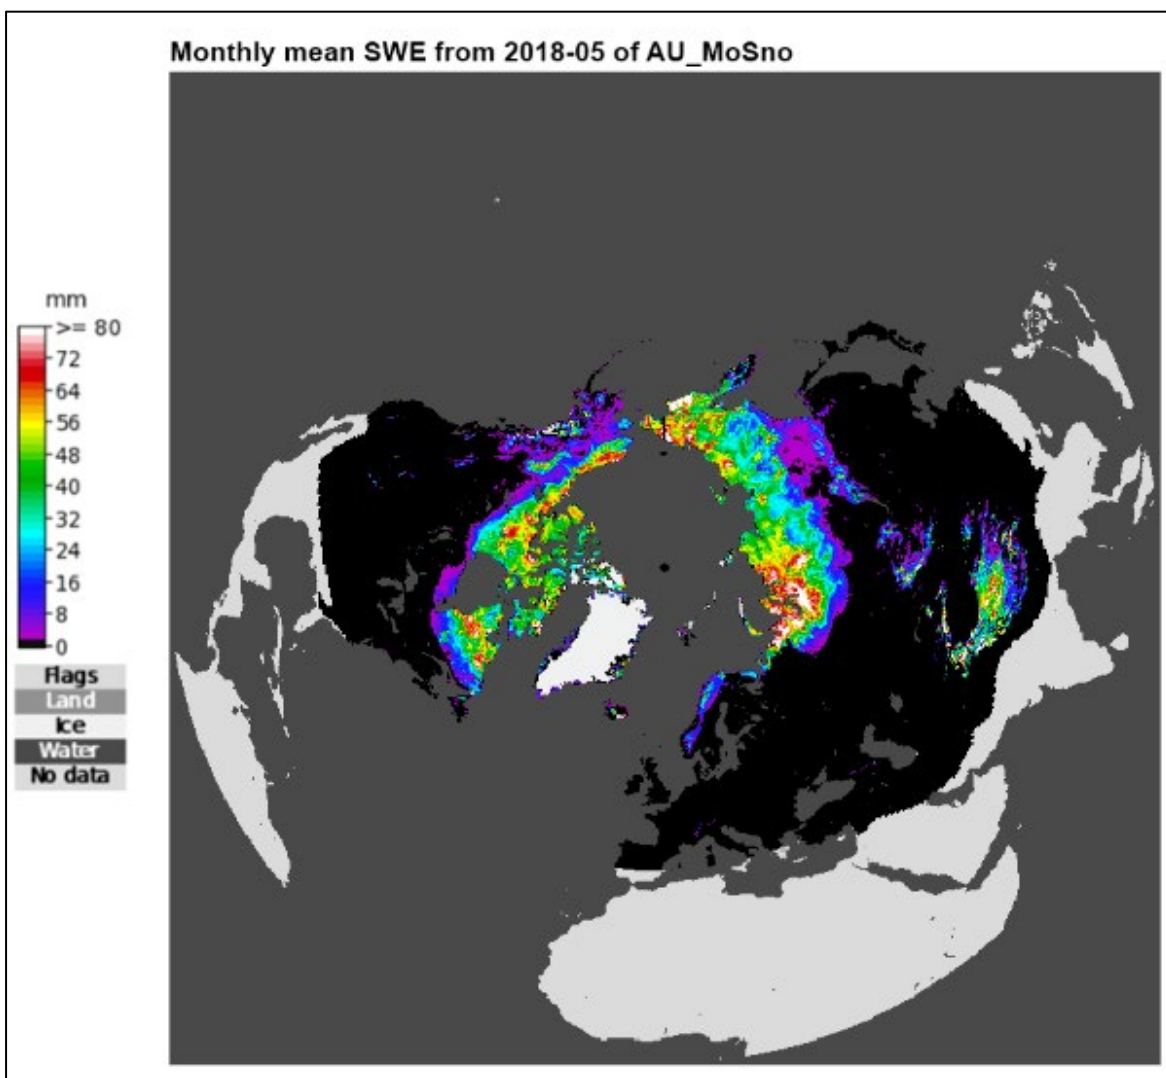 Monthly mean SWE from 2018-05 of AU_MoSno
mm
>= 80
72
64
56
48
40
32
24
16
8
0
Flags
Land
Ice
Water
No data